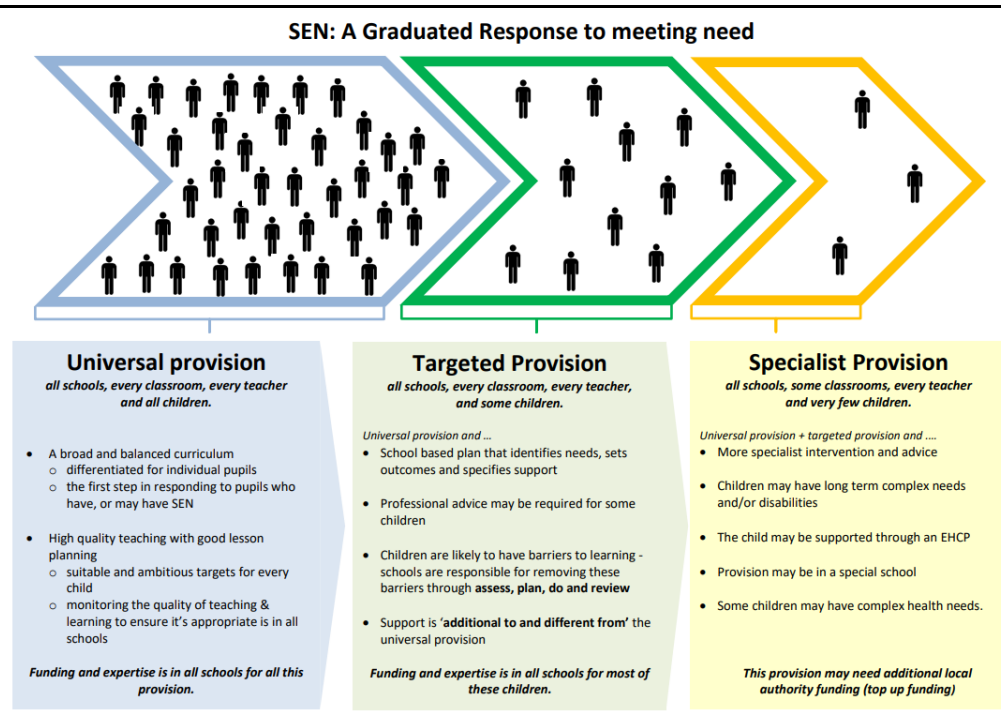 SEN: A Graduated Response to meeting need
Universal provision
all schools, every classroom, every teacher
and all children.
• A broad and balanced curriculum
o differentiated for individual pupils
o the first step in responding to pupils who
have, or may have SEN
• High quality teaching with good lesson
planning
o suitable and ambitious targets for every
child
o monitoring the quality of teaching &
learning to ensure it's appropriate is in all
schools
Funding and expertise is in all schools for all this
provision.
Targeted Provision
all schools, every classroom, every teacher,
and some children.
Universal provision and ...
• School based plan that identifies needs, sets
outcomes and specifies support
• Professional advice may be required for some
children
• Children are likely to have barriers to learning -
schools are responsible for removing these
barriers through assess, plan, do and review
• Support is 'additional to and different from' the
universal provision
Funding and expertise is in all schools for most of
these children.
Specialist Provision
all schools, some classrooms, every teacher
and very few children.
Universal provision + targeted provision and ....
• More specialist intervention and advice
• Children may have long term complex needs
and/or disabilities
• The child may be supported through an EHCP
• Provision may be in a special school
• Some children may have complex health needs.
This provision may need additional local
authority funding (top up funding)